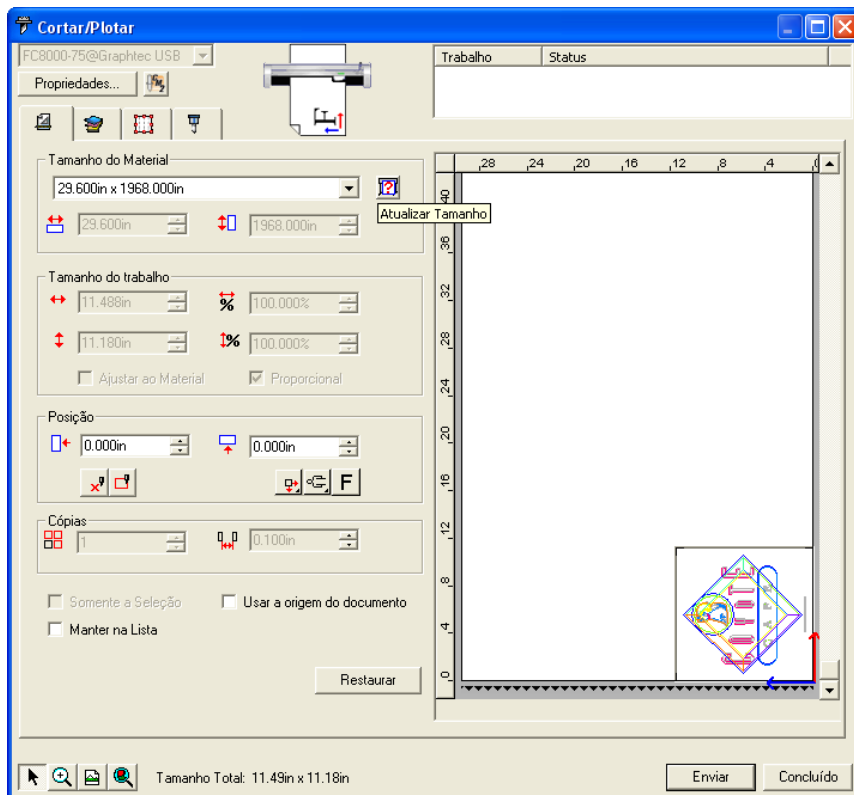 Cortar/Plotar
FC8000-75@Graphtec USB
Propriedades...
Trabalho Status
Tamanho do Material
29.600in x 1968.000in
Atualizar Tamanho
29.600in 1968.000in
Tamanho do trabalho
11.488in 100.000%
11.180in 100.000%
Ajustar ao Material Proporcional
Posição
0.000in 0.000in
F
Cópias
1 0.100in
Somente a Seleção Usar a origem do documento
Manter na Lista
Restaurar
28 24 20 16 12 8 4 0
40
36
32
28
24
20
16
12
8
4
0
COYOTE
CAFE
Tamanho Total: 11.49in x 11.18in
Enviar Concluído